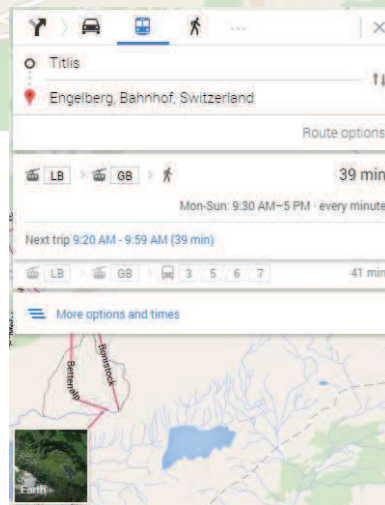 Titlis
Engelberg, Bahnhof, Switzerland
Route options
LB GB 39 min
Mon-Sun: 9:30 AM–5 PM · every minute
Next trip 9:20 AM - 9:59 AM (39 min)
LB GB 3 5 6 7 41 min
More options and times
Bettenalp
Bonistock
Earth